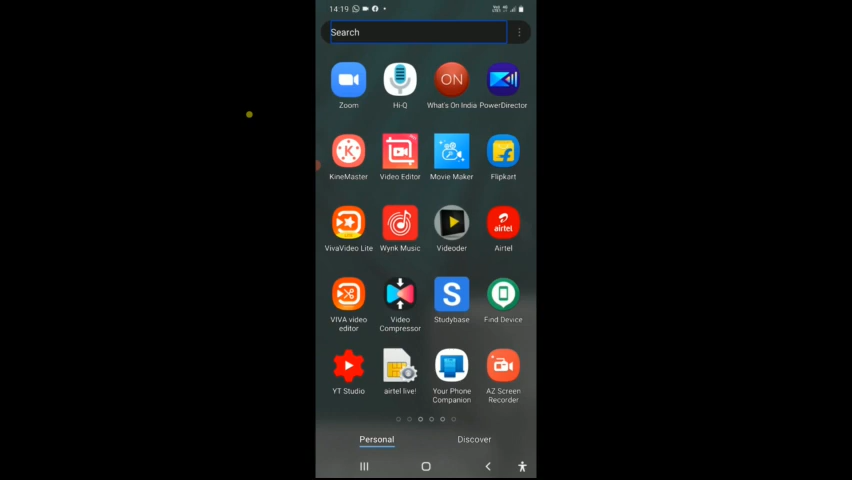 14:19
Search
Zoom
Hi-Q
ON
What's On India
PowerDirector
KineMaster
Video Editor
Movie Maker
Flipkart
VivaVideo Lite
Wynk Music
Videoder
airtel
Airtel
S
VIVA video
editor
Video
Compressor
Studybase
Find Device
YT Studio
airtel live!
Your Phone
Companion
AZ Screen
Recorder
Personal
Discover